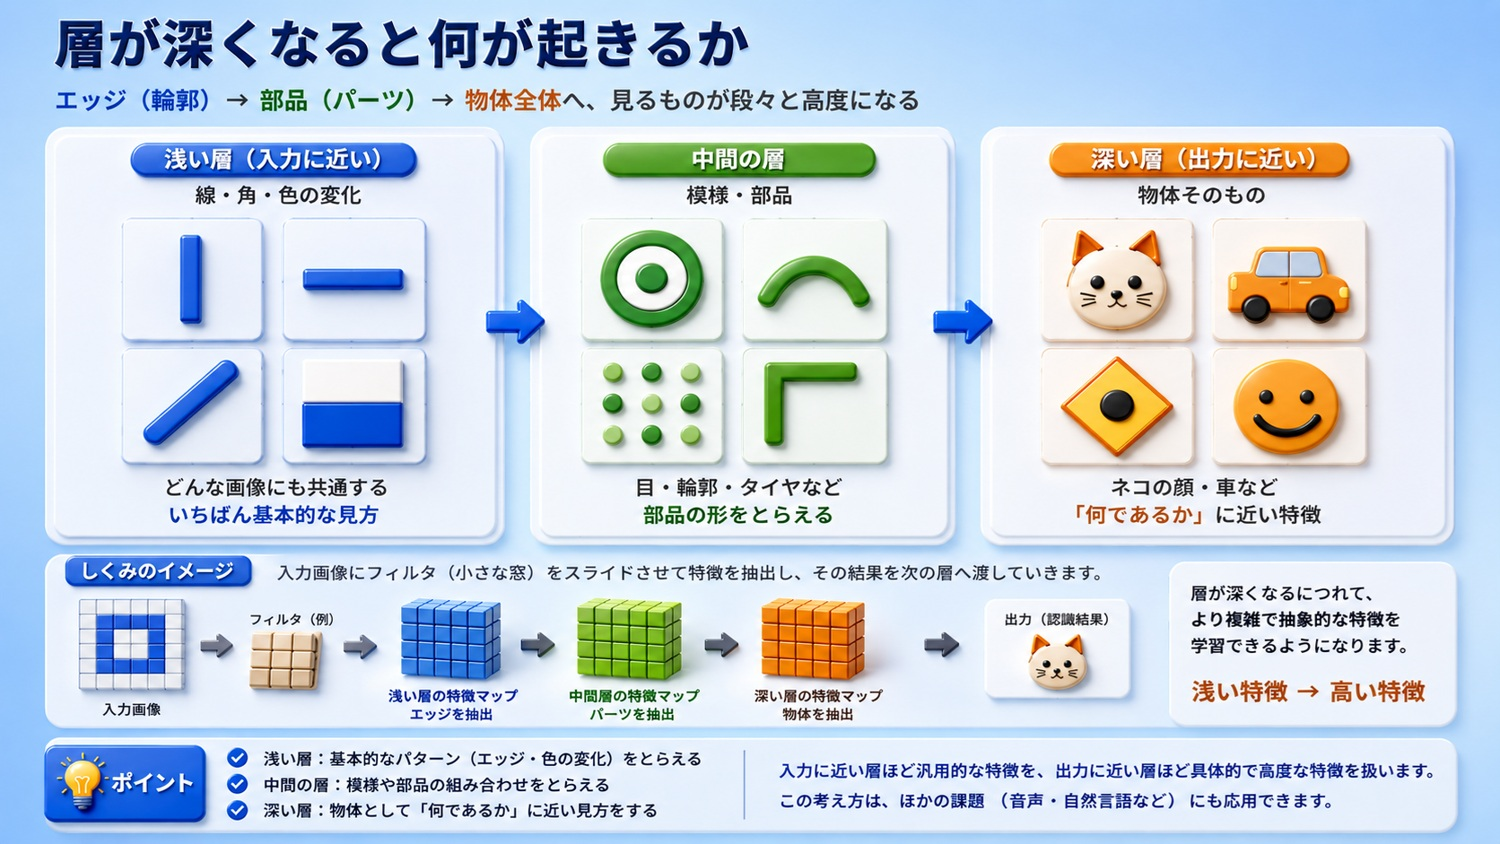 層が深くなると何が起きるか
エッジ（輪郭）→ 部品（パーツ）→ 物体全体へ、見るものが段々と高度になる
浅い層（入力に近い）
線・角・色の変化
どんな画像にも共通する
いちばん基本的な見方
中間の層
模様・部品
目・輪郭・タイヤなど
部品の形をとらえる
深い層（出力に近い）
物体そのもの
ネコの顔・車など
「何であるか」に近い特徴
しくみのイメージ
入力画像にフィルタ（小さな窓）をスライドさせて特徴を抽出し、その結果を次の層へ渡していきます。
入力画像
フィルタ（例）
浅い層の特徴マップ
エッジを抽出
中間層の特徴マップ
パーツを抽出
深い層の特徴マップ
物体を抽出
出力（認識結果）
層が深くなるにつれて、
より複雑で抽象的な特徴を
学習できるようになります。
浅い特徴 → 高い特徴
ポイント
浅い層：基本的なパターン（エッジ・色の変化）をとらえる
中間の層：模様や部品の組み合わせをとらえる
深い層：物体として「何であるか」に近い見方をする
入力に近い層ほど汎用的な特徴を、出力に近い層ほど具体的で高度な特徴を扱います。
この考え方は、ほかの課題 （音声・自然言語など） にも応用できます。